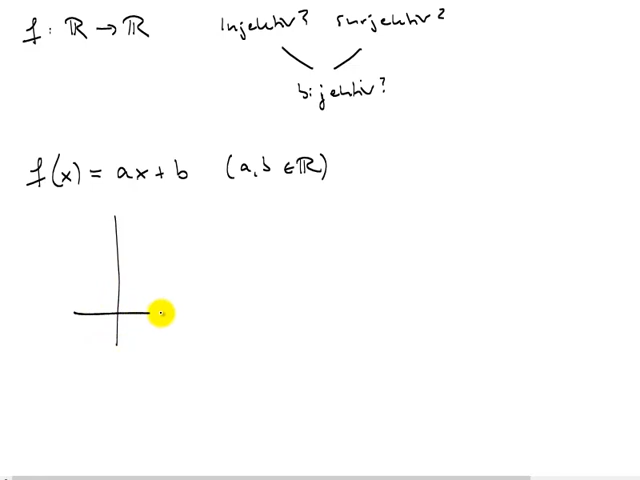 f : ℝ → ℝ injektiv? surjektiv?
bijektiv?
f(x) = ax + b (a, b ∈ ℝ)